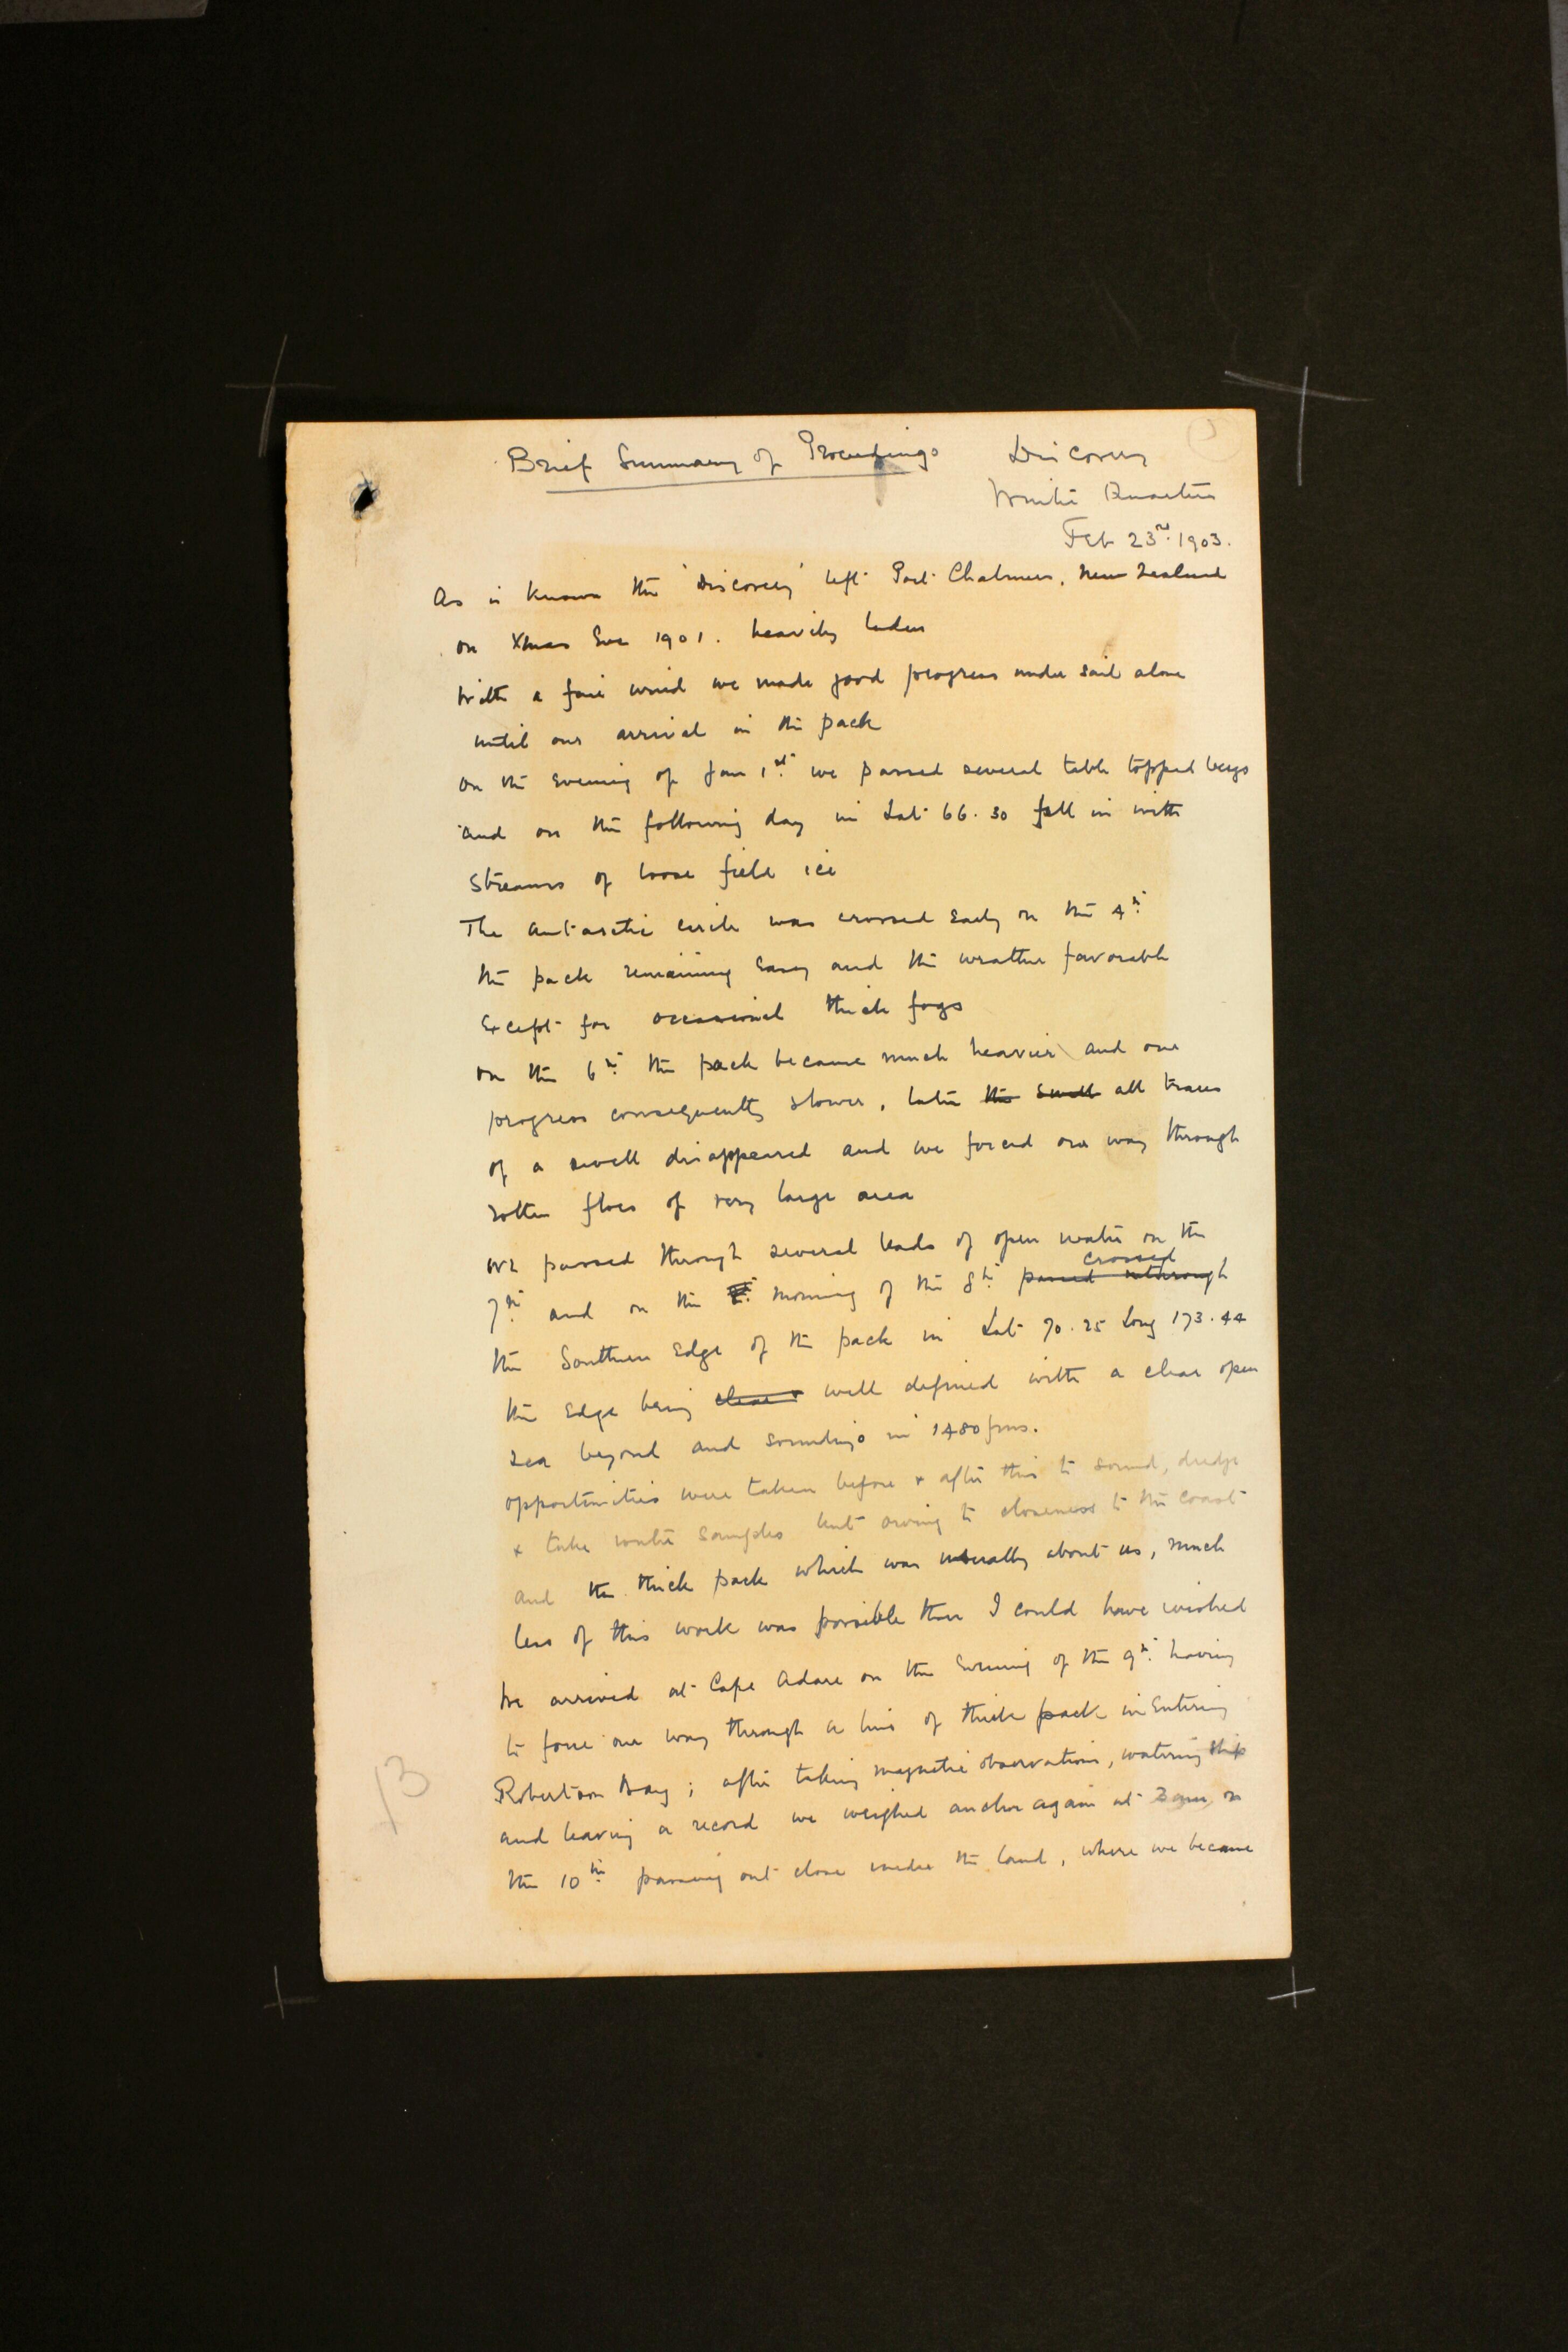 Brief Summary of Proceedings Discovery
Winter Quarters
Feb 23rd. 1903.
As is known the 'Discovery' left Port Chalmers, New Zealand
on Xmas Eve 1901. heavily laden
With a fair wind we made good progress under sail alone
until our arrival in the pack
on the evening of Jan 1st. we passed several table topped bergs
and on the following day in Lat 66.30 fell in with
streams of loose field ice
The antarctic circle was crossed early on the 4th.
the pack remaining easy and the weather favorable
except for occasional thick fogs
on the 6th. the pack became much heavier and our
progress consequently slower, later the swell all traces
of a swell disappeared and we forced our way through
rotten floes of very large area
We passed through several leads of open water on the
crossed
7th. and on the morning of the 8th. passed through
the Southern edge of the pack in Lat 70.25 Long 173.44
the edge being clear & well defined with a clear open
sea beyond and soundings in 1480 fms.
opportunities were taken before & after this to sound, dredge
& take water samples but owing to closeness to the coast
and the thick pack which was usually about us, much
less of this work was possible than I could have wished
We arrived at Cape Adare on the evening of the 9th. having
to force our way through a line of thick pack in entering
Robertson Bay; after taking magnetic observations, watering ship
and leaving a record we weighed anchor again at 3 am on
the 10th. passing out close under the land, where we became
13